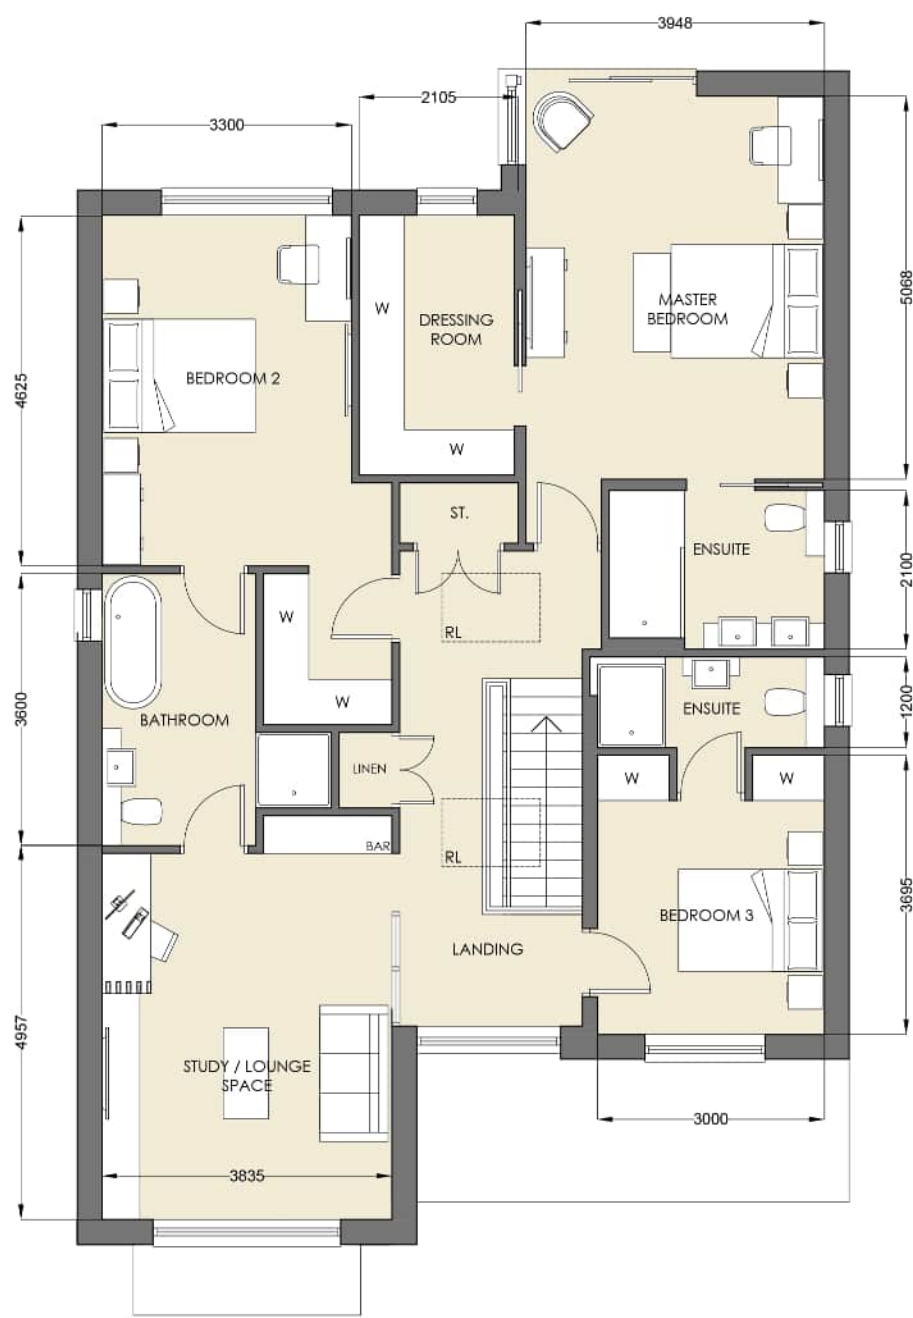 3948
2105
3300
5068
MASTER
BEDROOM
W
DRESSING
ROOM
4625
BEDROOM 2
W
ST.
ENSUITE
2100
W
RL
3600
W
BATHROOM
ENSUITE
1200
LINEN
W
W
BAR
RL
3695
BEDROOM 3
LANDING
4957
STUDY / LOUNGE
SPACE
3000
3835